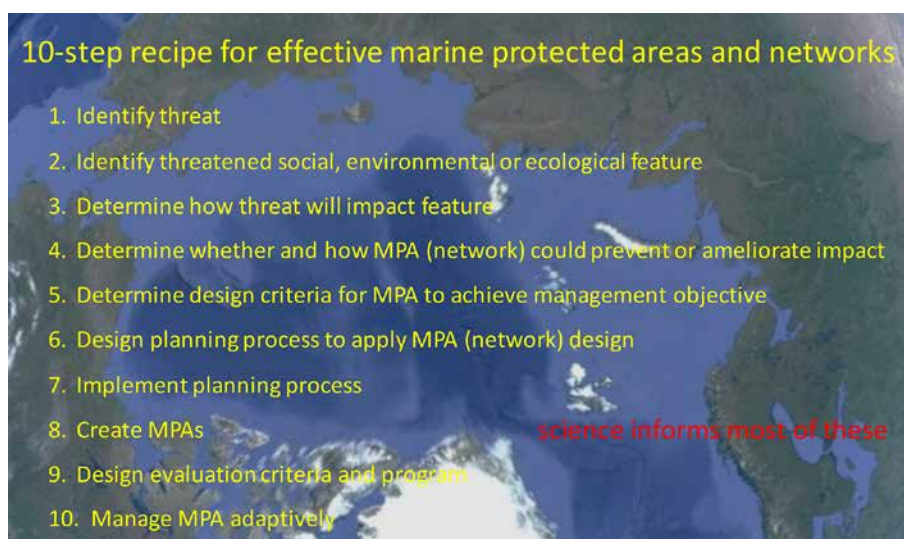 10-step recipe for effective marine protected areas and networks
1. Identify threat
2. Identify threatened social, environmental or ecological feature
3. Determine how threat will impact feature
4. Determine whether and how MPA (network) could prevent or ameliorate impact
5. Determine design criteria for MPA to achieve management objective
6. Design planning process to apply MPA (network) design
7. Implement planning process
8. Create MPAs
science informs most of these
9. Design evaluation criteria and program
10. Manage MPA adaptively